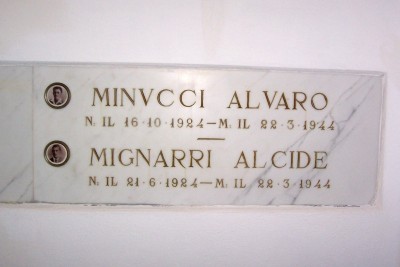 MINVCCI ALVARO
N. IL 16·10·1924—M. IL 22·3·1944
MIGNARRI ALCIDE
N. IL 21·6·1924—M. IL 22·3·1944